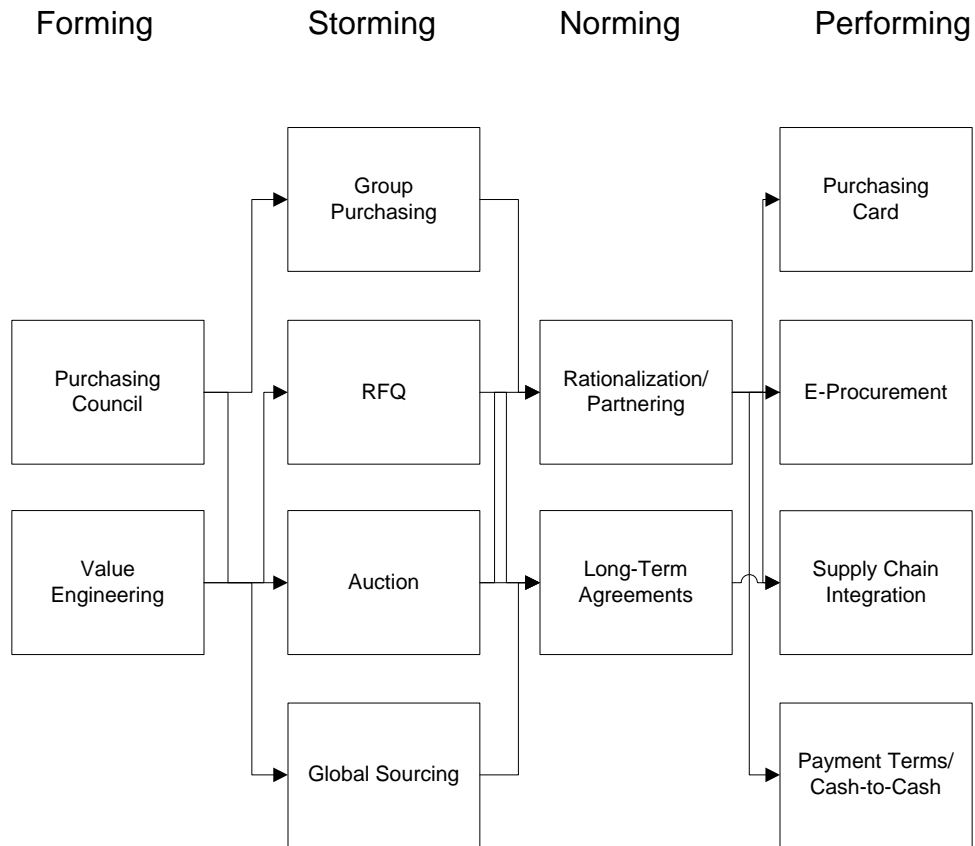 Forming
Storming
Norming
Performing
Group
Purchasing
Purchasing
Card
Purchasing
Council
RFQ
Rationalization/
Partnering
E-Procurement
Value
Engineering
Auction
Long-Term
Agreements
Supply Chain
Integration
Global Sourcing
Payment Terms/
Cash-to-Cash